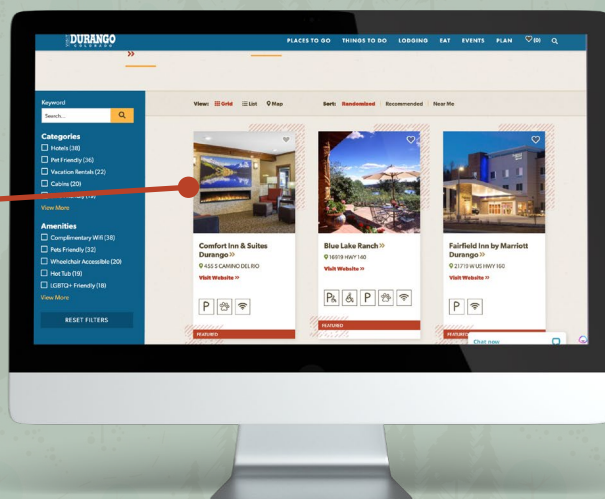 DURANGO
COLORADO
PLACES TO GO THINGS TO DO LODGING EAT EVENTS PLAN (0)
Keyword
Search...
Categories
Hotels (38)
Pet Friendly (36)
Vacation Rentals (22)
Cabins (20)
View More
Amenities
Complimentary Wifi (38)
Pets Friendly (32)
Wheelchair Accessible (20)
Hot Tub (19)
LGBTQ+ Friendly (18)
View More
RESET FILTERS
View: Grid List Map Sort: Randomized Recommended Near Me
Comfort Inn & Suites
Durango »
455 S CAMINO DEL RIO
Visit Website »
P
FEATURED
Blue Lake Ranch »
16919 HWY 140
Visit Website »
P P
FEATURED
Fairfield Inn by Marriott
Durango »
21719 W US HWY 160
Visit Website »
P
FEATURED
Chat now